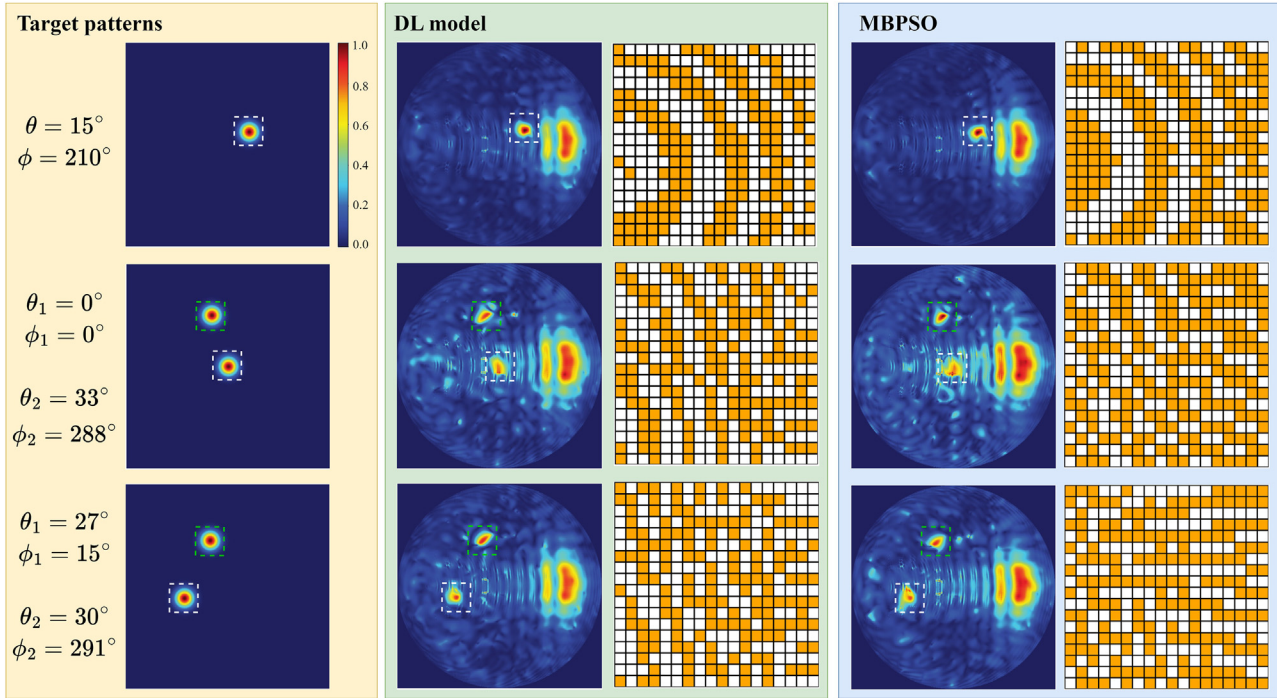 Target patterns
DL model
MBPSO
θ = 15°
ϕ = 210°
1.0
0.8
0.6
0.4
0.2
0.0
θ₁ = 0°
ϕ₁ = 0°
θ₂ = 33°
ϕ₂ = 288°
θ₁ = 27°
ϕ₁ = 15°
θ₂ = 30°
ϕ₂ = 291°